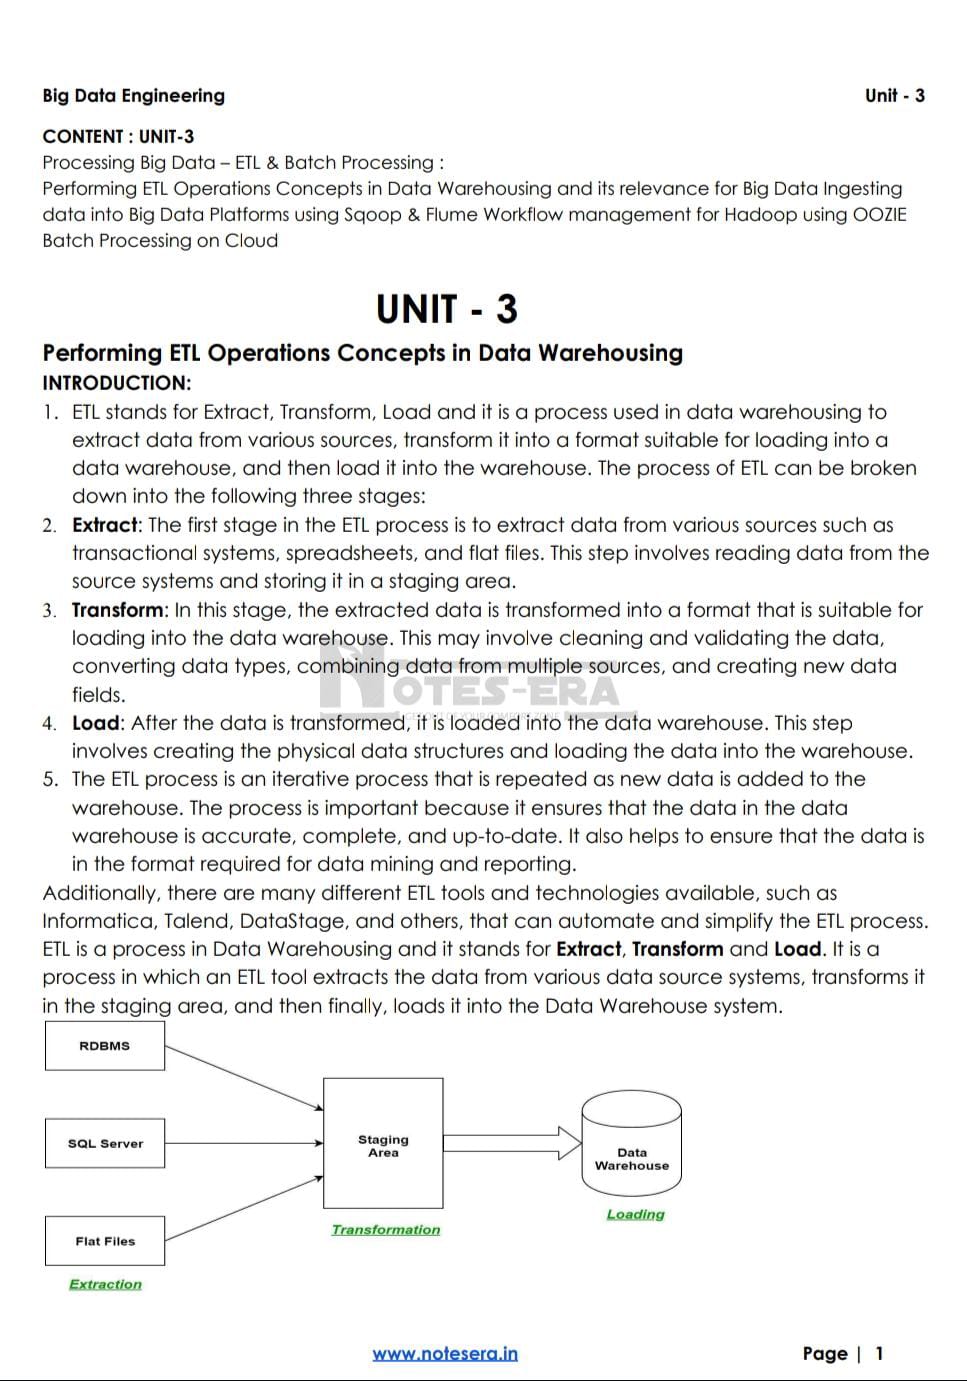 Big Data Engineering Unit - 3
CONTENT : UNIT-3
Processing Big Data – ETL & Batch Processing :
Performing ETL Operations Concepts in Data Warehousing and its relevance for Big Data Ingesting
data into Big Data Platforms using Sqoop & Flume Workflow management for Hadoop using OOZIE
Batch Processing on Cloud
UNIT - 3
Performing ETL Operations Concepts in Data Warehousing
INTRODUCTION:
1. ETL stands for Extract, Transform, Load and it is a process used in data warehousing to
extract data from various sources, transform it into a format suitable for loading into a
data warehouse, and then load it into the warehouse. The process of ETL can be broken
down into the following three stages:
2. Extract: The first stage in the ETL process is to extract data from various sources such as
transactional systems, spreadsheets, and flat files. This step involves reading data from the
source systems and storing it in a staging area.
3. Transform: In this stage, the extracted data is transformed into a format that is suitable for
loading into the data warehouse. This may involve cleaning and validating the data,
converting data types, combining data from multiple sources, and creating new data
fields.
NOTES-ERA
4. Load: After the data is transformed, it is loaded into the data warehouse. This step
involves creating the physical data structures and loading the data into the warehouse.
5. The ETL process is an iterative process that is repeated as new data is added to the
warehouse. The process is important because it ensures that the data in the data
warehouse is accurate, complete, and up-to-date. It also helps to ensure that the data is
in the format required for data mining and reporting.
Additionally, there are many different ETL tools and technologies available, such as
Informatica, Talend, DataStage, and others, that can automate and simplify the ETL process.
ETL is a process in Data Warehousing and it stands for Extract, Transform and Load. It is a
process in which an ETL tool extracts the data from various data source systems, transforms it
in the staging area, and then finally, loads it into the Data Warehouse system.
RDBMS
SQL Server
Flat Files
Extraction
Staging
Area
Transformation
Data
Warehouse
Loading
www.notesera.in Page | 1